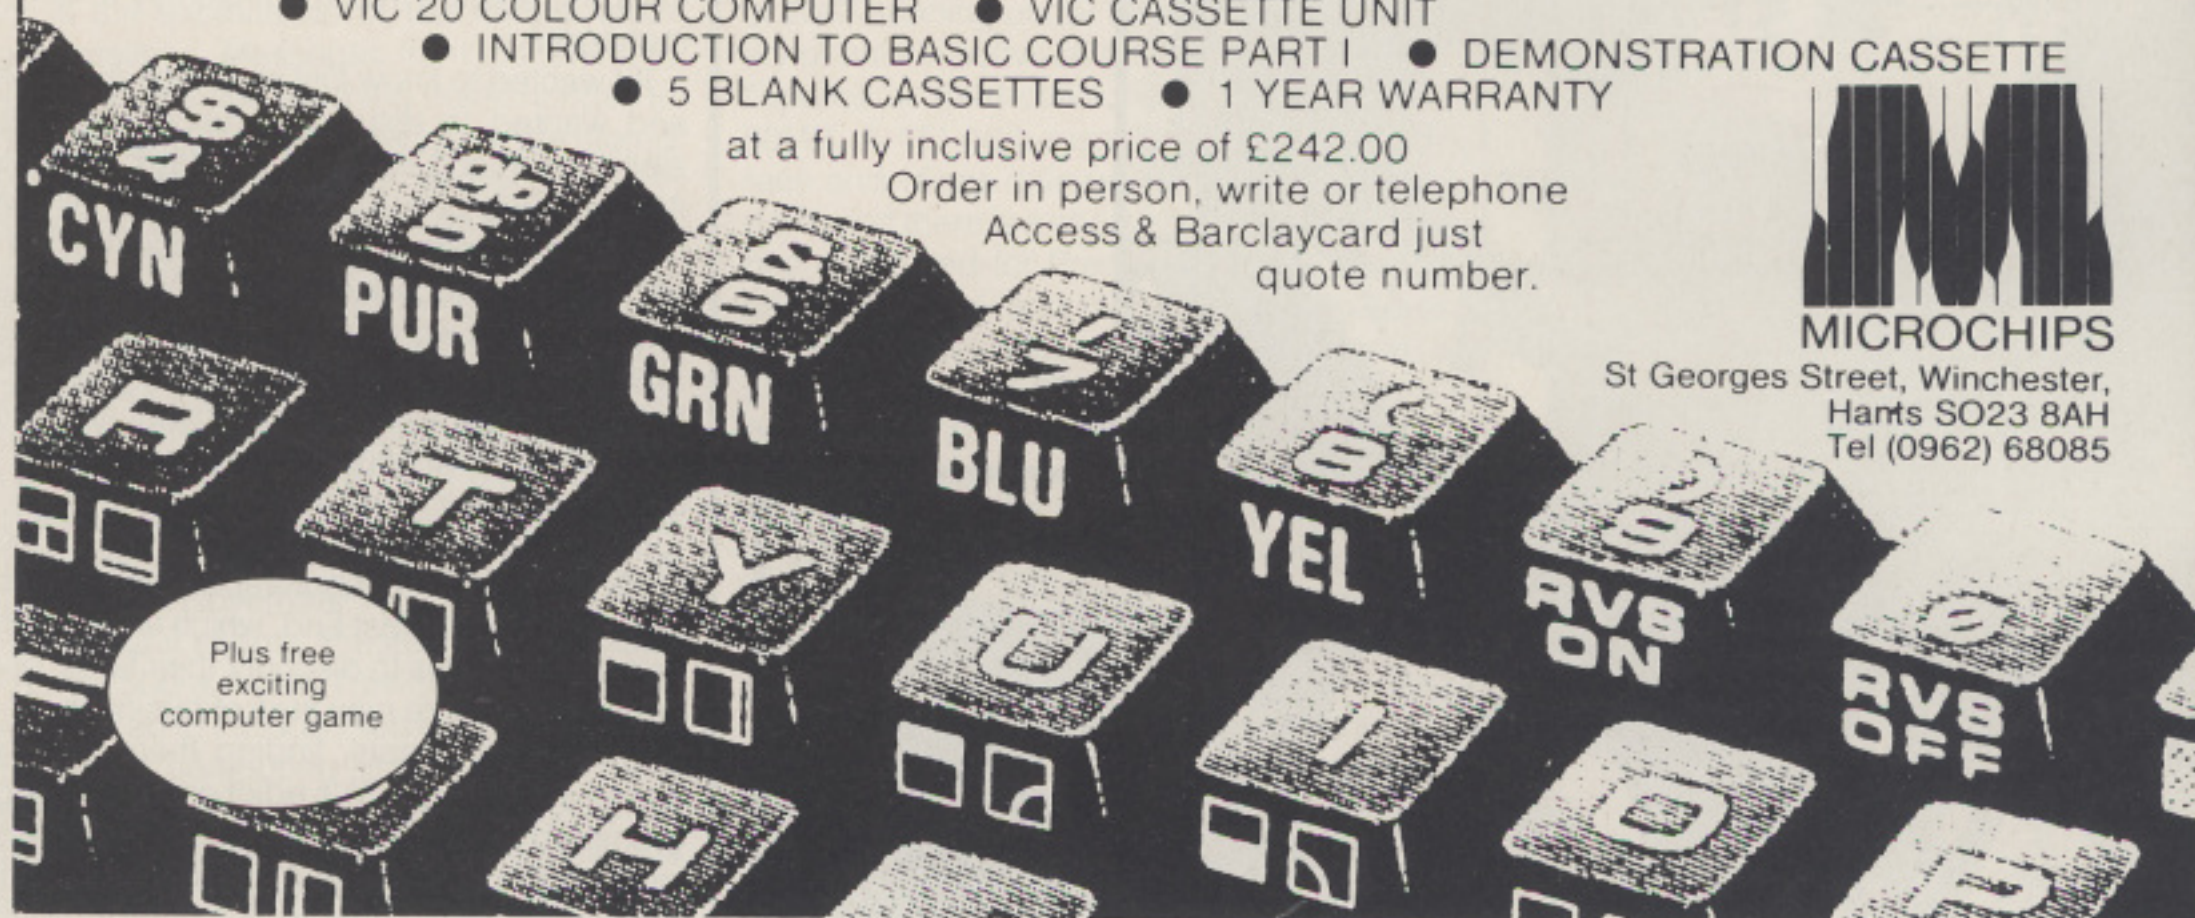 ● VIC 20 COLOUR COMPUTER ● VIC CASSETTE UNIT
● INTRODUCTION TO BASIC COURSE PART I ● DEMONSTRATION CASSETTE
● 5 BLANK CASSETTES ● 1 YEAR WARRANTY
at a fully inclusive price of £242.00
Order in person, write or telephone
Access & Barclaycard just
quote number.
MICROCHIPS
St Georges Street, Winchester,
Hants SO23 8AH
Tel (0962) 68085
$
4
CYN
%
5
PUR
&
6
GRN
'
7
BLU
(
8
YEL
)
9
RVS
ON
0
RVS
OFF
R
T
Y
U
I
O
P
=
H
Plus free
exciting
computer game